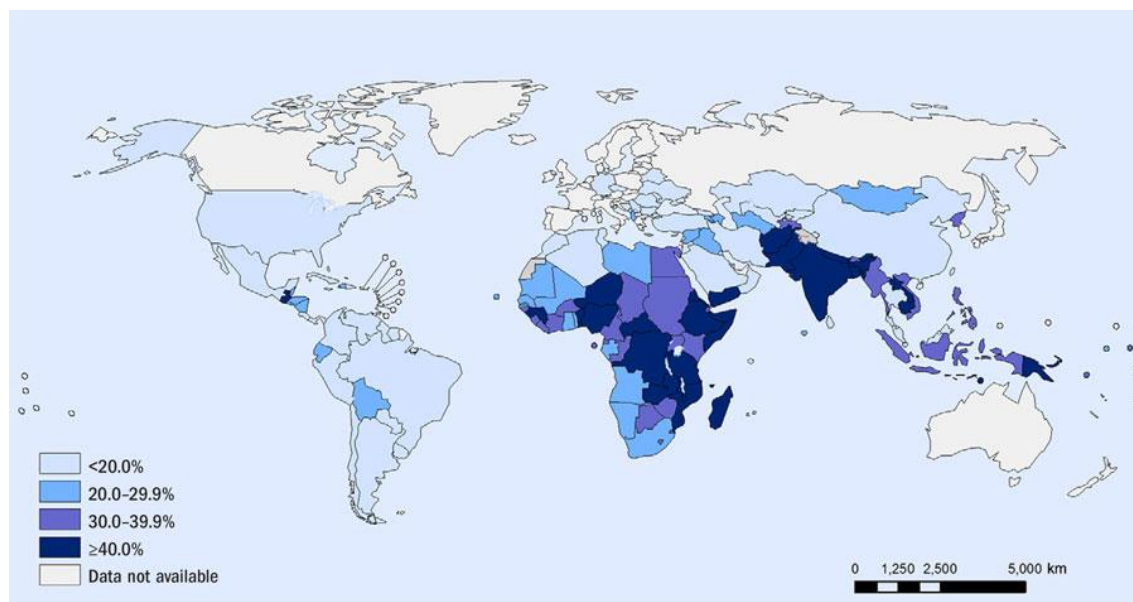 <20.0%
20.0–29.9%
30.0–39.9%
≥40.0%
Data not available
0 1,250 2,500 5,000 km